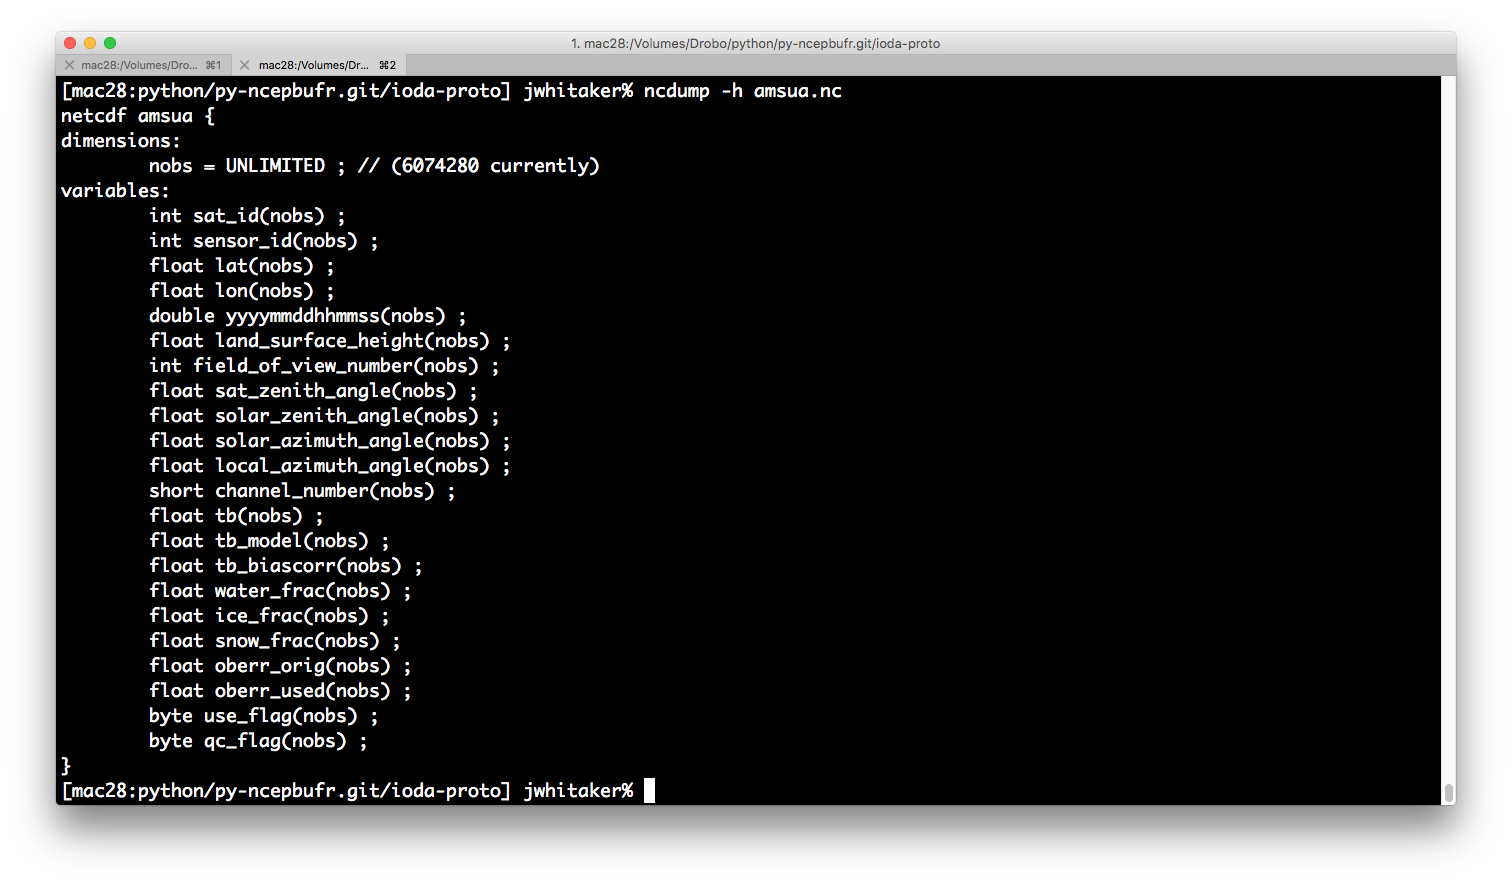 1. mac28:/Volumes/Drobo/python/py-ncepbufr.git/ioda-proto
mac28:/Volumes/Dro... ⌘1 mac28:/Volumes/Dr... ⌘2
[mac28:python/py-ncepbufr.git/ioda-proto] jwhitaker% ncdump -h amsua.nc
netcdf amsua {
dimensions:
        nobs = UNLIMITED ; // (6074280 currently)
variables:
        int sat_id(nobs) ;
        int sensor_id(nobs) ;
        float lat(nobs) ;
        float lon(nobs) ;
        double yyyymmddhhmmss(nobs) ;
        float land_surface_height(nobs) ;
        int field_of_view_number(nobs) ;
        float sat_zenith_angle(nobs) ;
        float solar_zenith_angle(nobs) ;
        float solar_azimuth_angle(nobs) ;
        float local_azimuth_angle(nobs) ;
        short channel_number(nobs) ;
        float tb(nobs) ;
        float tb_model(nobs) ;
        float tb_biascorr(nobs) ;
        float water_frac(nobs) ;
        float ice_frac(nobs) ;
        float snow_frac(nobs) ;
        float oberr_orig(nobs) ;
        float oberr_used(nobs) ;
        byte use_flag(nobs) ;
        byte qc_flag(nobs) ;
}
[mac28:python/py-ncepbufr.git/ioda-proto] jwhitaker%